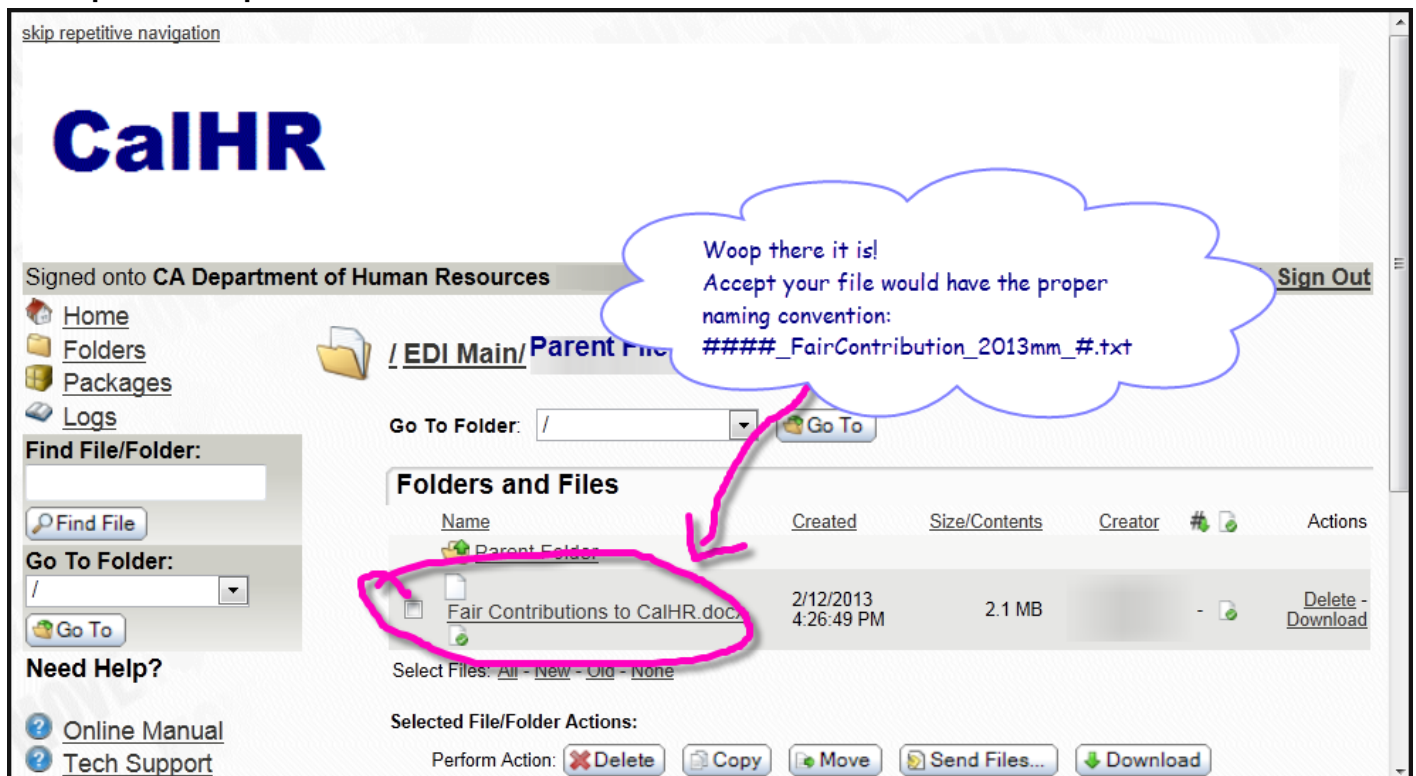 skip repetitive navigation
CalHR
Woop there it is!
Accept your file would have the proper
naming convention:
####_FairContribution_2013mm_#.txt
Signed onto CA Department of Human Resources
Sign Out
Home
Folders
Packages
Logs
Find File/Folder:
Find File
Go To Folder:
/
Go To
Need Help?
Online Manual
Tech Support
/ EDI Main/ Parent
Go To Folder: / Go To
Folders and Files
Name Created Size/Contents Creator # Actions
Parent Folder
Fair Contributions to CalHR.docx 2/12/2013 4:26:49 PM 2.1 MB - Delete - Download
Select Files: All - New - Old - None
Selected File/Folder Actions:
Perform Action: Delete Copy Move Send Files... Download